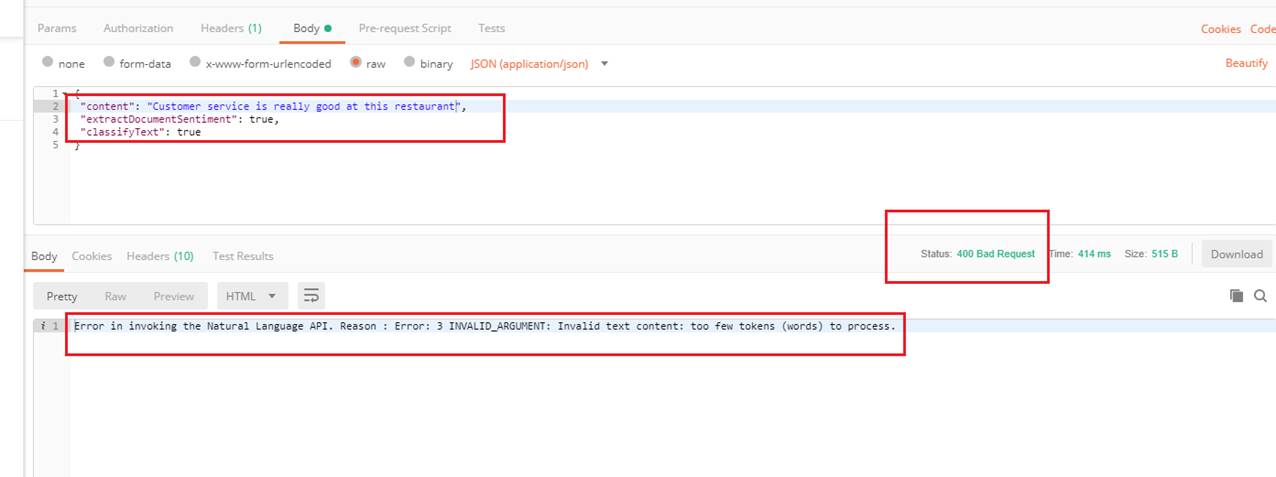 Params Authorization Headers (1) Body Pre-request Script Tests Cookies Code
none form-data x-www-form-urlencoded raw binary JSON (application/json) Beautify
1 {
2 "content": "Customer service is really good at this restaurant",
3 "extractDocumentSentiment": true,
4 "classifyText": true
5 }
Body Cookies Headers (10) Test Results Status: 400 Bad Request Time: 414 ms Size: 515 B Download
Pretty Raw Preview HTML
i 1 Error in invoking the Natural Language API. Reason : Error: 3 INVALID_ARGUMENT: Invalid text content: too few tokens (words) to process.